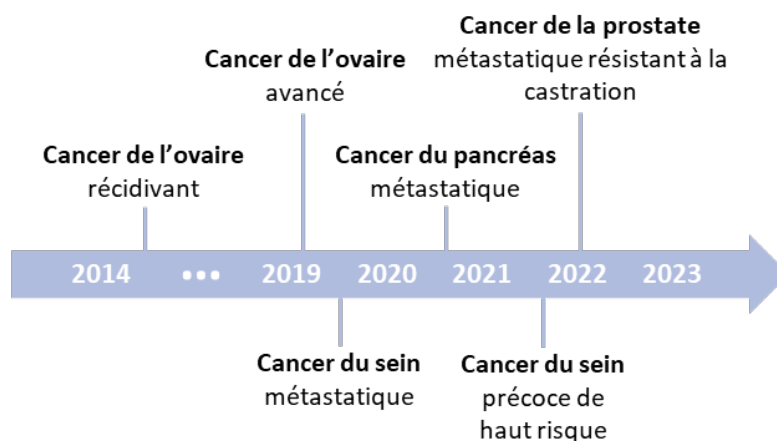 Cancer de la prostate
métastatique résistant à la
castration
Cancer de l'ovaire
avancé
Cancer de l'ovaire
récidivant
Cancer du pancréas
métastatique
2014 ••• 2019 2020 2021 2022 2023
Cancer du sein
métastatique
Cancer du sein
précoce de
haut risque